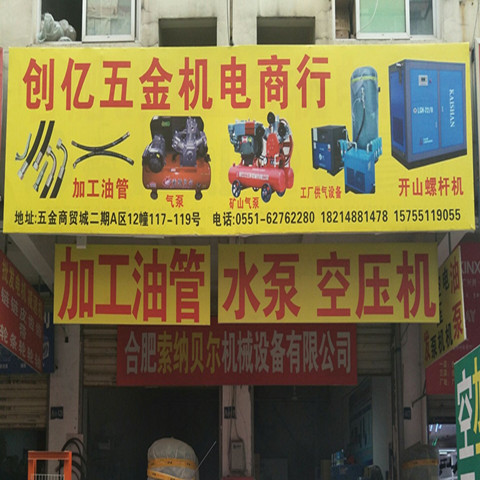 创亿五金机电商行
KAISHAN
加工油管
气泵
矿山气泵
工厂供气设备
开山螺杆机
地址:五金商贸城二期A区12幢117-119号 电话:0551-62762280 18214881478 15755119055
加工油管
水泵 空压机
合肥索纳贝尔机械设备有限公司
油
泵
空